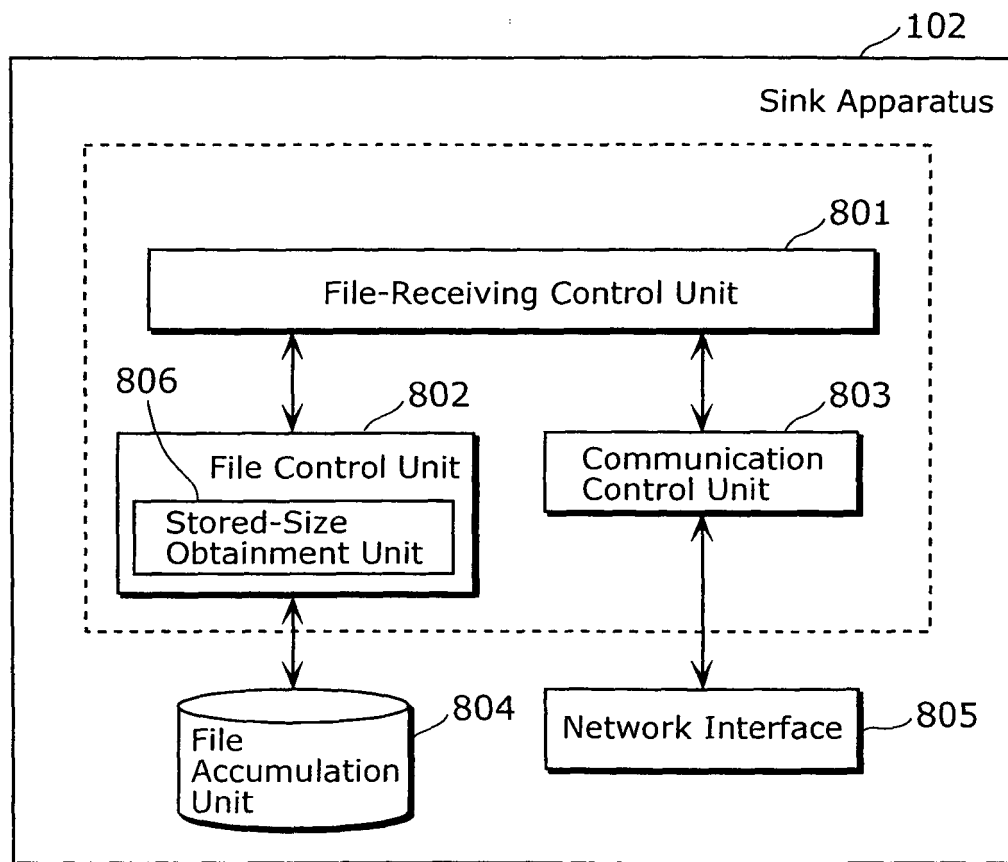 102
Sink Apparatus
801
File-Receiving Control Unit
806
802
803
File Control Unit
Communication
Control Unit
Stored-Size
Obtainment Unit
804
805
File
Accumulation
Unit
Network Interface